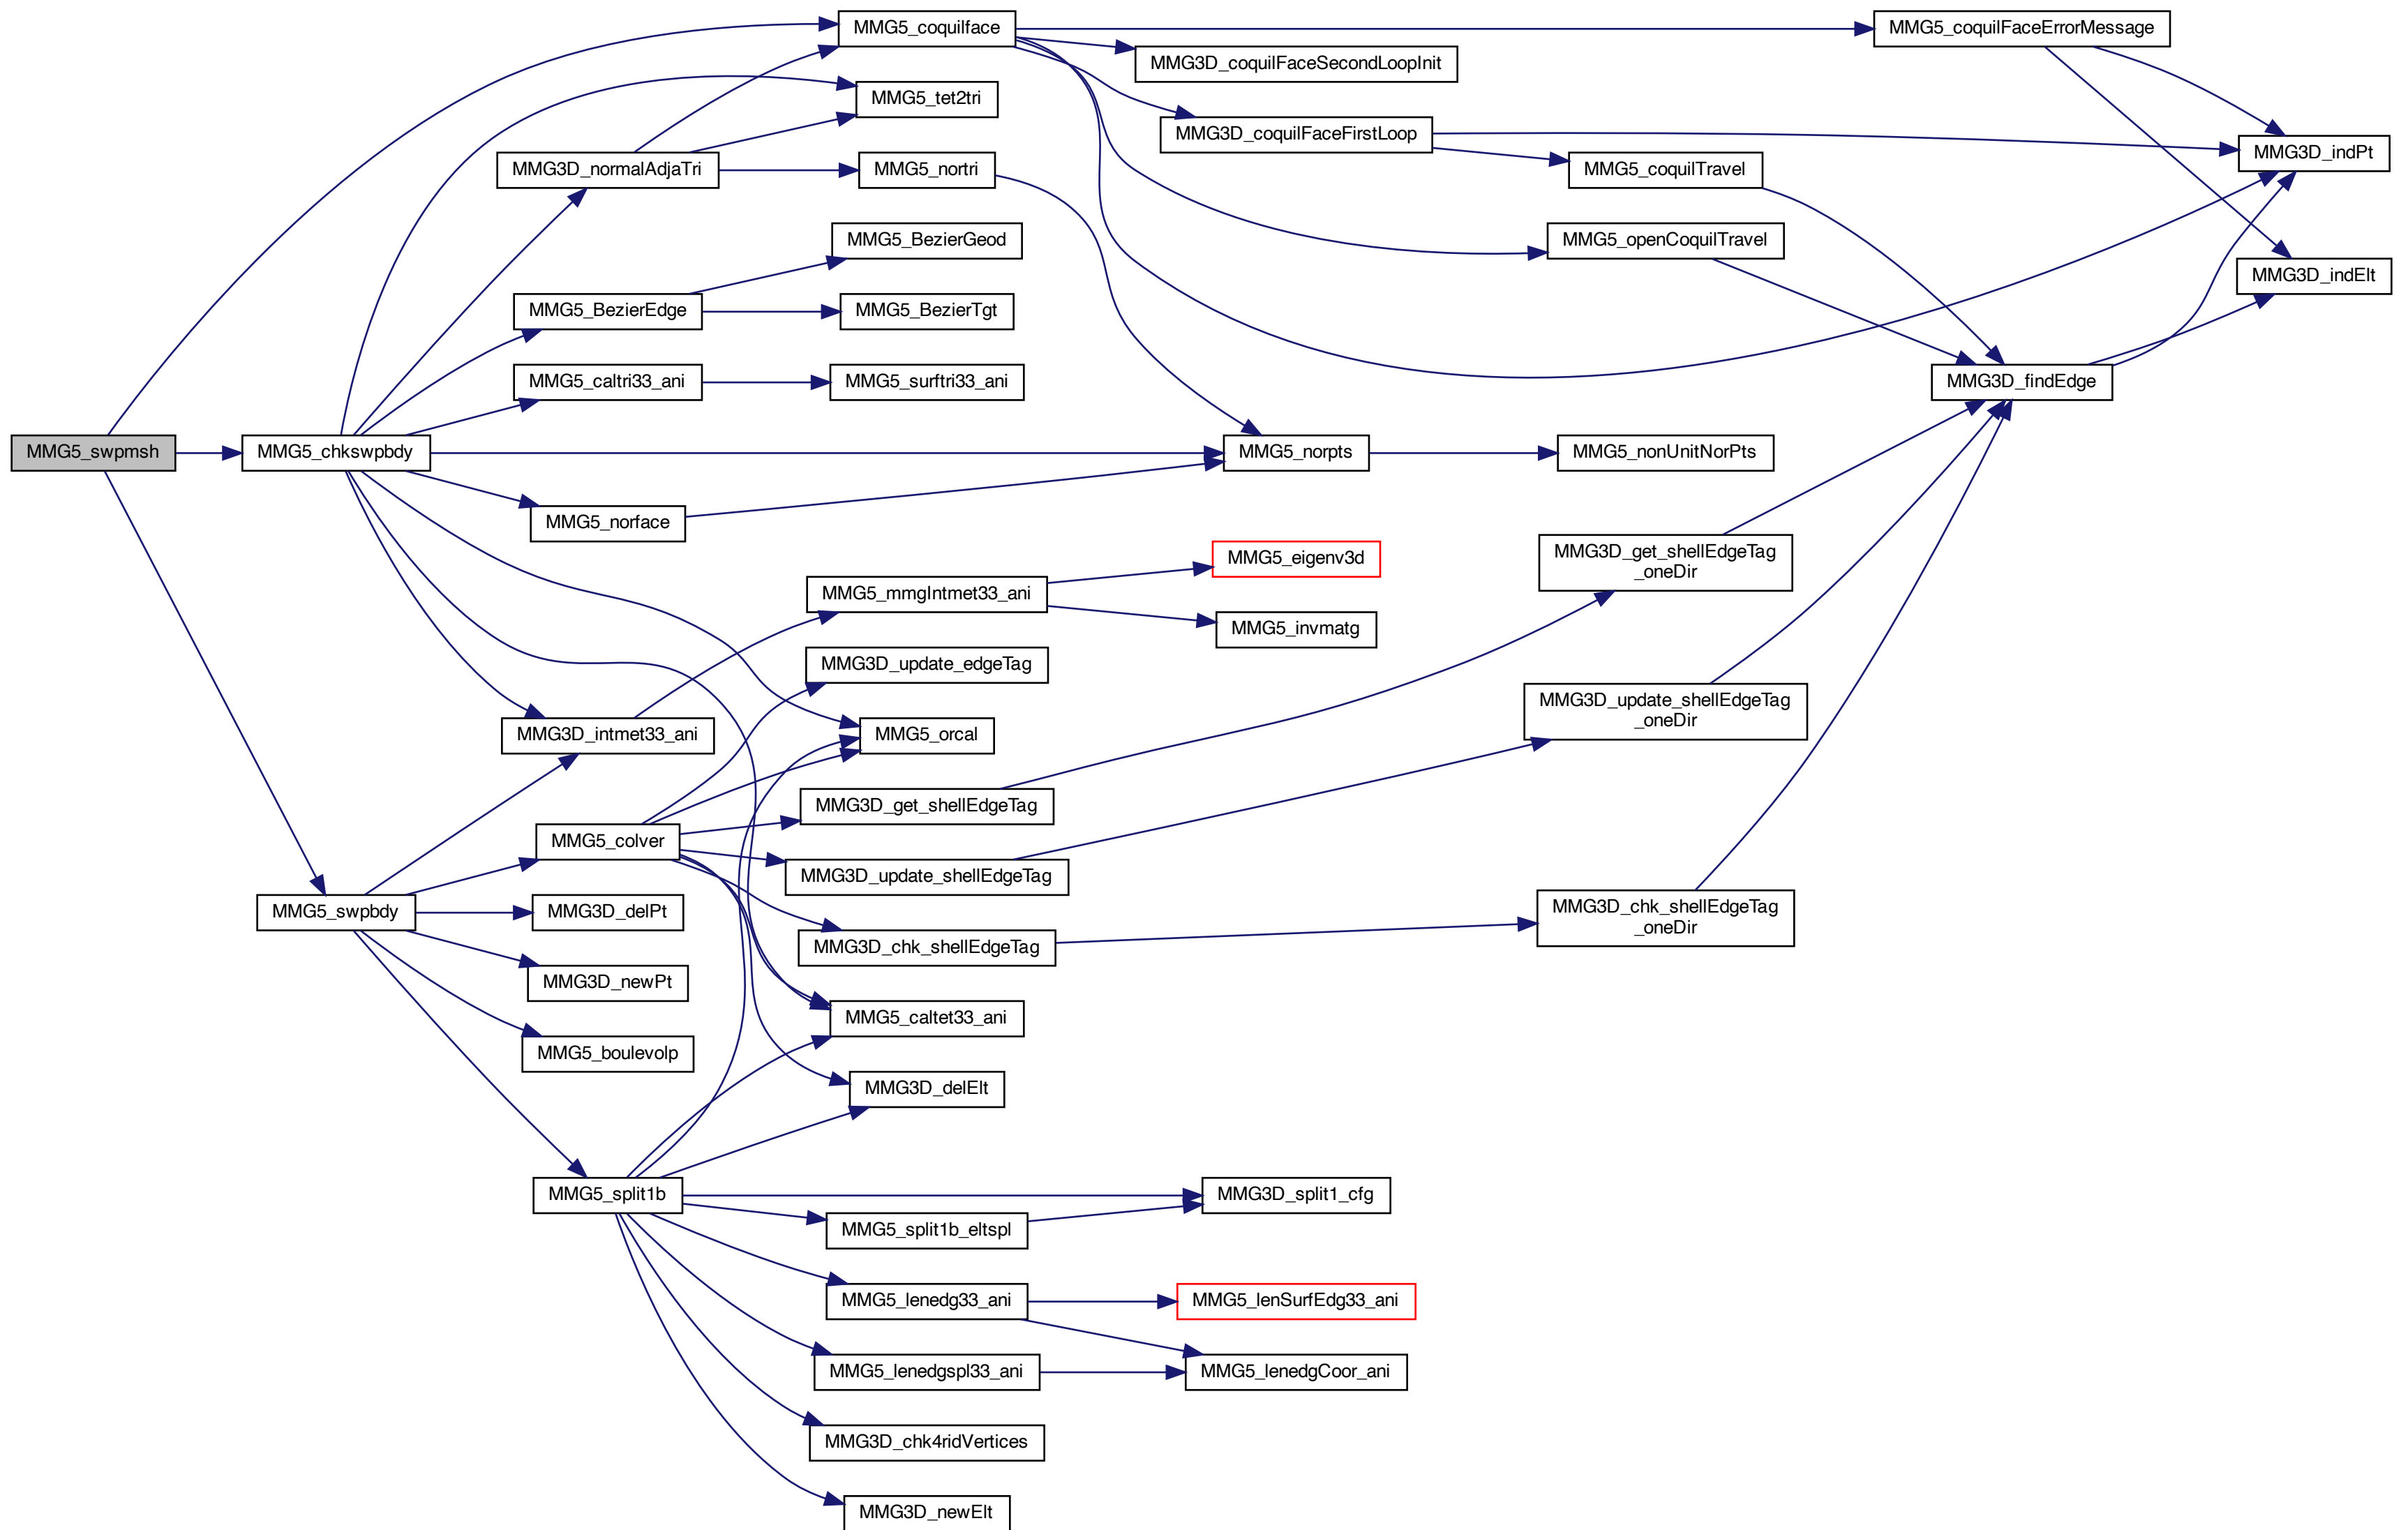 MMG5_swpmsh
MMG5_chkswpbdy
MMG5_swpbdy
MMG3D_normalAdjaTri
MMG5_BezierEdge
MMG5_caltri33_ani
MMG5_norface
MMG3D_intmet33_ani
MMG5_colver
MMG3D_delPt
MMG3D_newPt
MMG5_boulevolp
MMG5_split1b
MMG5_coquilface
MMG5_tet2tri
MMG5_nortri
MMG5_BezierGeod
MMG5_BezierTgt
MMG5_surftri33_ani
MMG5_mmgIntmet33_ani
MMG3D_update_edgeTag
MMG5_orcal
MMG3D_get_shellEdgeTag
MMG3D_update_shellEdgeTag
MMG3D_chk_shellEdgeTag
MMG5_caltet33_ani
MMG3D_delElt
MMG5_split1b_eltspl
MMG5_lenedg33_ani
MMG5_lenedgspl33_ani
MMG3D_chk4ridVertices
MMG3D_newElt
MMG3D_coquilFaceSecondLoopInit
MMG3D_coquilFaceFirstLoop
MMG5_norpts
MMG5_eigenv3d
MMG5_invmatg
MMG3D_split1_cfg
MMG5_lenSurfEdg33_ani
MMG5_lenedgCoor_ani
MMG5_coquilTravel
MMG5_openCoquilTravel
MMG5_nonUnitNorPts
MMG3D_get_shellEdgeTag
_oneDir
MMG3D_update_shellEdgeTag
_oneDir
MMG3D_chk_shellEdgeTag
_oneDir
MMG5_coquilFaceErrorMessage
MMG3D_findEdge
MMG3D_indPt
MMG3D_indElt